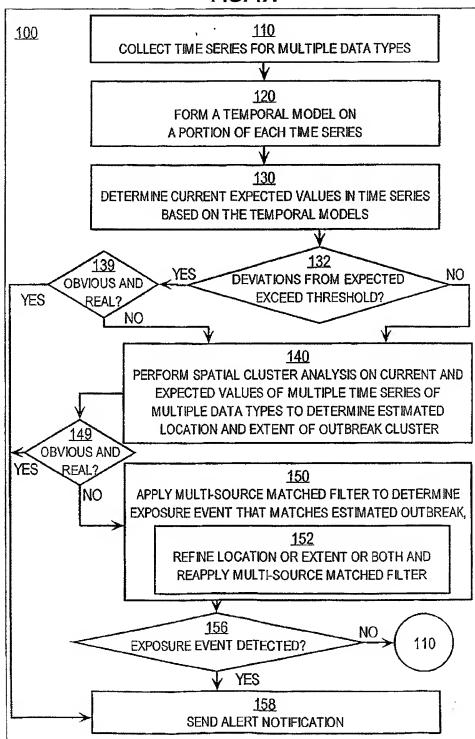 100
110
COLLECT TIME SERIES FOR MULTIPLE DATA TYPES
120
FORM A TEMPORAL MODEL ON
A PORTION OF EACH TIME SERIES
130
DETERMINE CURRENT EXPECTED VALUES IN TIME SERIES
BASED ON THE TEMPORAL MODELS
132
DEVIATIONS FROM EXPECTED
EXCEED THRESHOLD?
YES
NO
139
OBVIOUS AND
REAL?
YES
NO
140
PERFORM SPATIAL CLUSTER ANALYSIS ON CURRENT AND
EXPECTED VALUES OF MULTIPLE TIME SERIES OF
MULTIPLE DATA TYPES TO DETERMINE ESTIMATED
LOCATION AND EXTENT OF OUTBREAK CLUSTER
149
OBVIOUS AND
REAL?
YES
NO
150
APPLY MULTI-SOURCE MATCHED FILTER TO DETERMINE
EXPOSURE EVENT THAT MATCHES ESTIMATED OUTBREAK,
152
REFINE LOCATION OR EXTENT OR BOTH AND
REAPPLY MULTI-SOURCE MATCHED FILTER
156
EXPOSURE EVENT DETECTED?
NO
110
YES
158
SEND ALERT NOTIFICATION